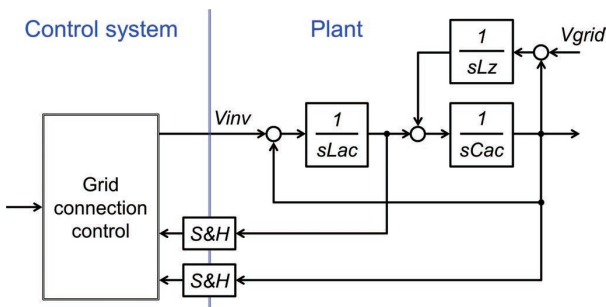 Control system
Plant
1
sLz
Vgrid
Vinv
1
sLac
1
sCac
Grid
connection
control
S&H
S&H